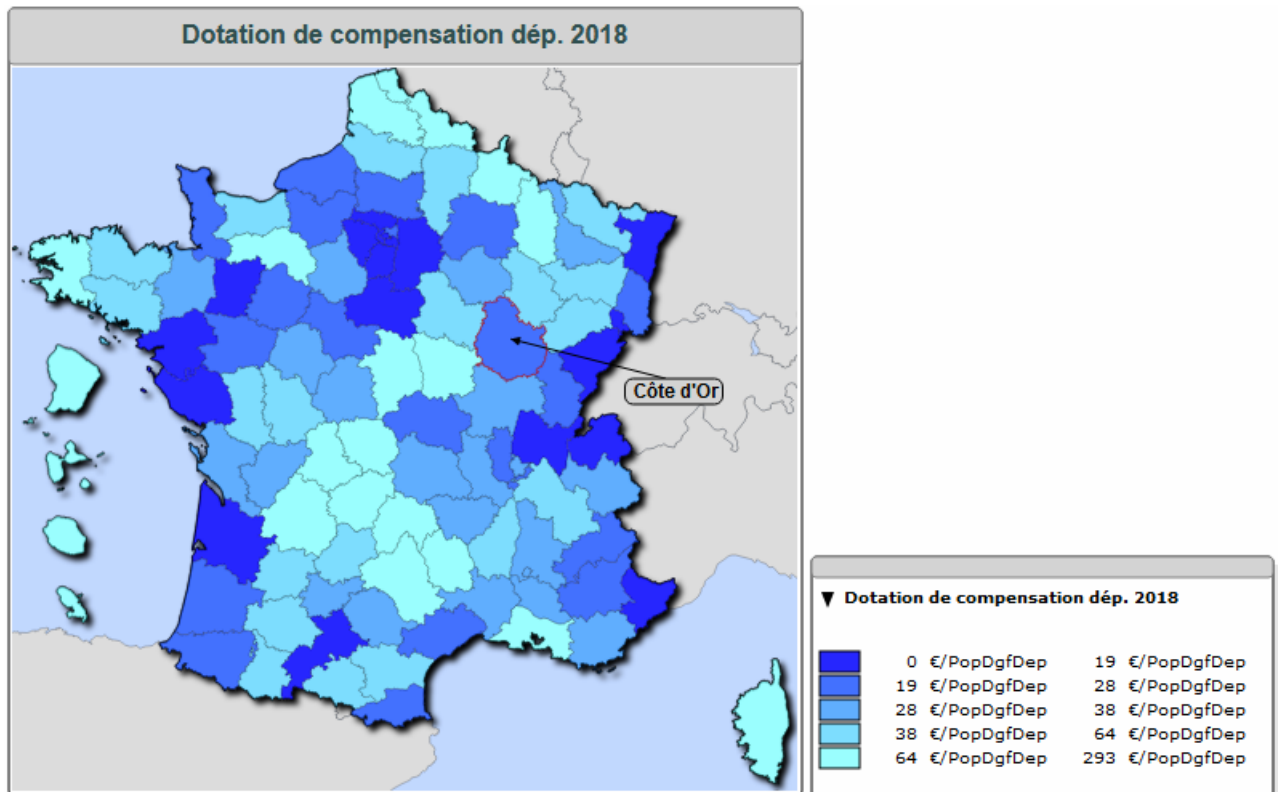 Dotation de compensation dép. 2018
Côte d'Or
▼ Dotation de compensation dép. 2018
0 €/PopDgfDep 19 €/PopDgfDep
19 €/PopDgfDep 28 €/PopDgfDep
28 €/PopDgfDep 38 €/PopDgfDep
38 €/PopDgfDep 64 €/PopDgfDep
64 €/PopDgfDep 293 €/PopDgfDep